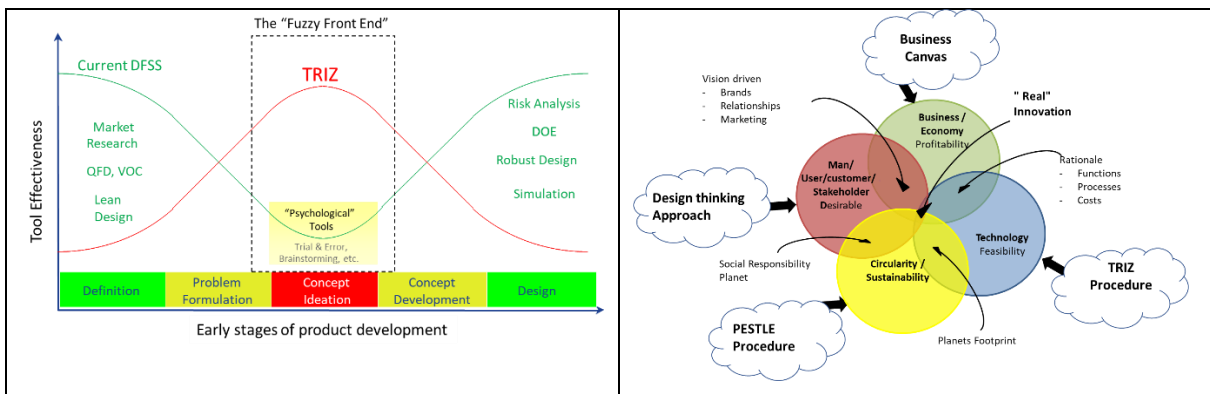 The “Fuzzy Front End”
Current DFSS
TRIZ
Market
Research
QFD, VOC
Lean
Design
Risk Analysis
DOE
Robust Design
Simulation
“Psychological”
Tools
Trial & Error,
Brainstorming, etc.
Tool Effectiveness
Definition
Problem
Formulation
Concept
Ideation
Concept
Development
Design
Early stages of product development
Business
Canvas
Vision driven
- Brands
- Relationships
- Marketing
" Real"
Innovation
Business /
Economy
Profitability
Rationale
- Functions
- Processes
- Costs
Man/
User/customer/
Stakeholder
Desirable
Design thinking
Approach
Technology
Feasibility
Social Responsibility
Planet
Circularity /
Sustainability
TRIZ
Procedure
PESTLE
Procedure
Planets Footprint